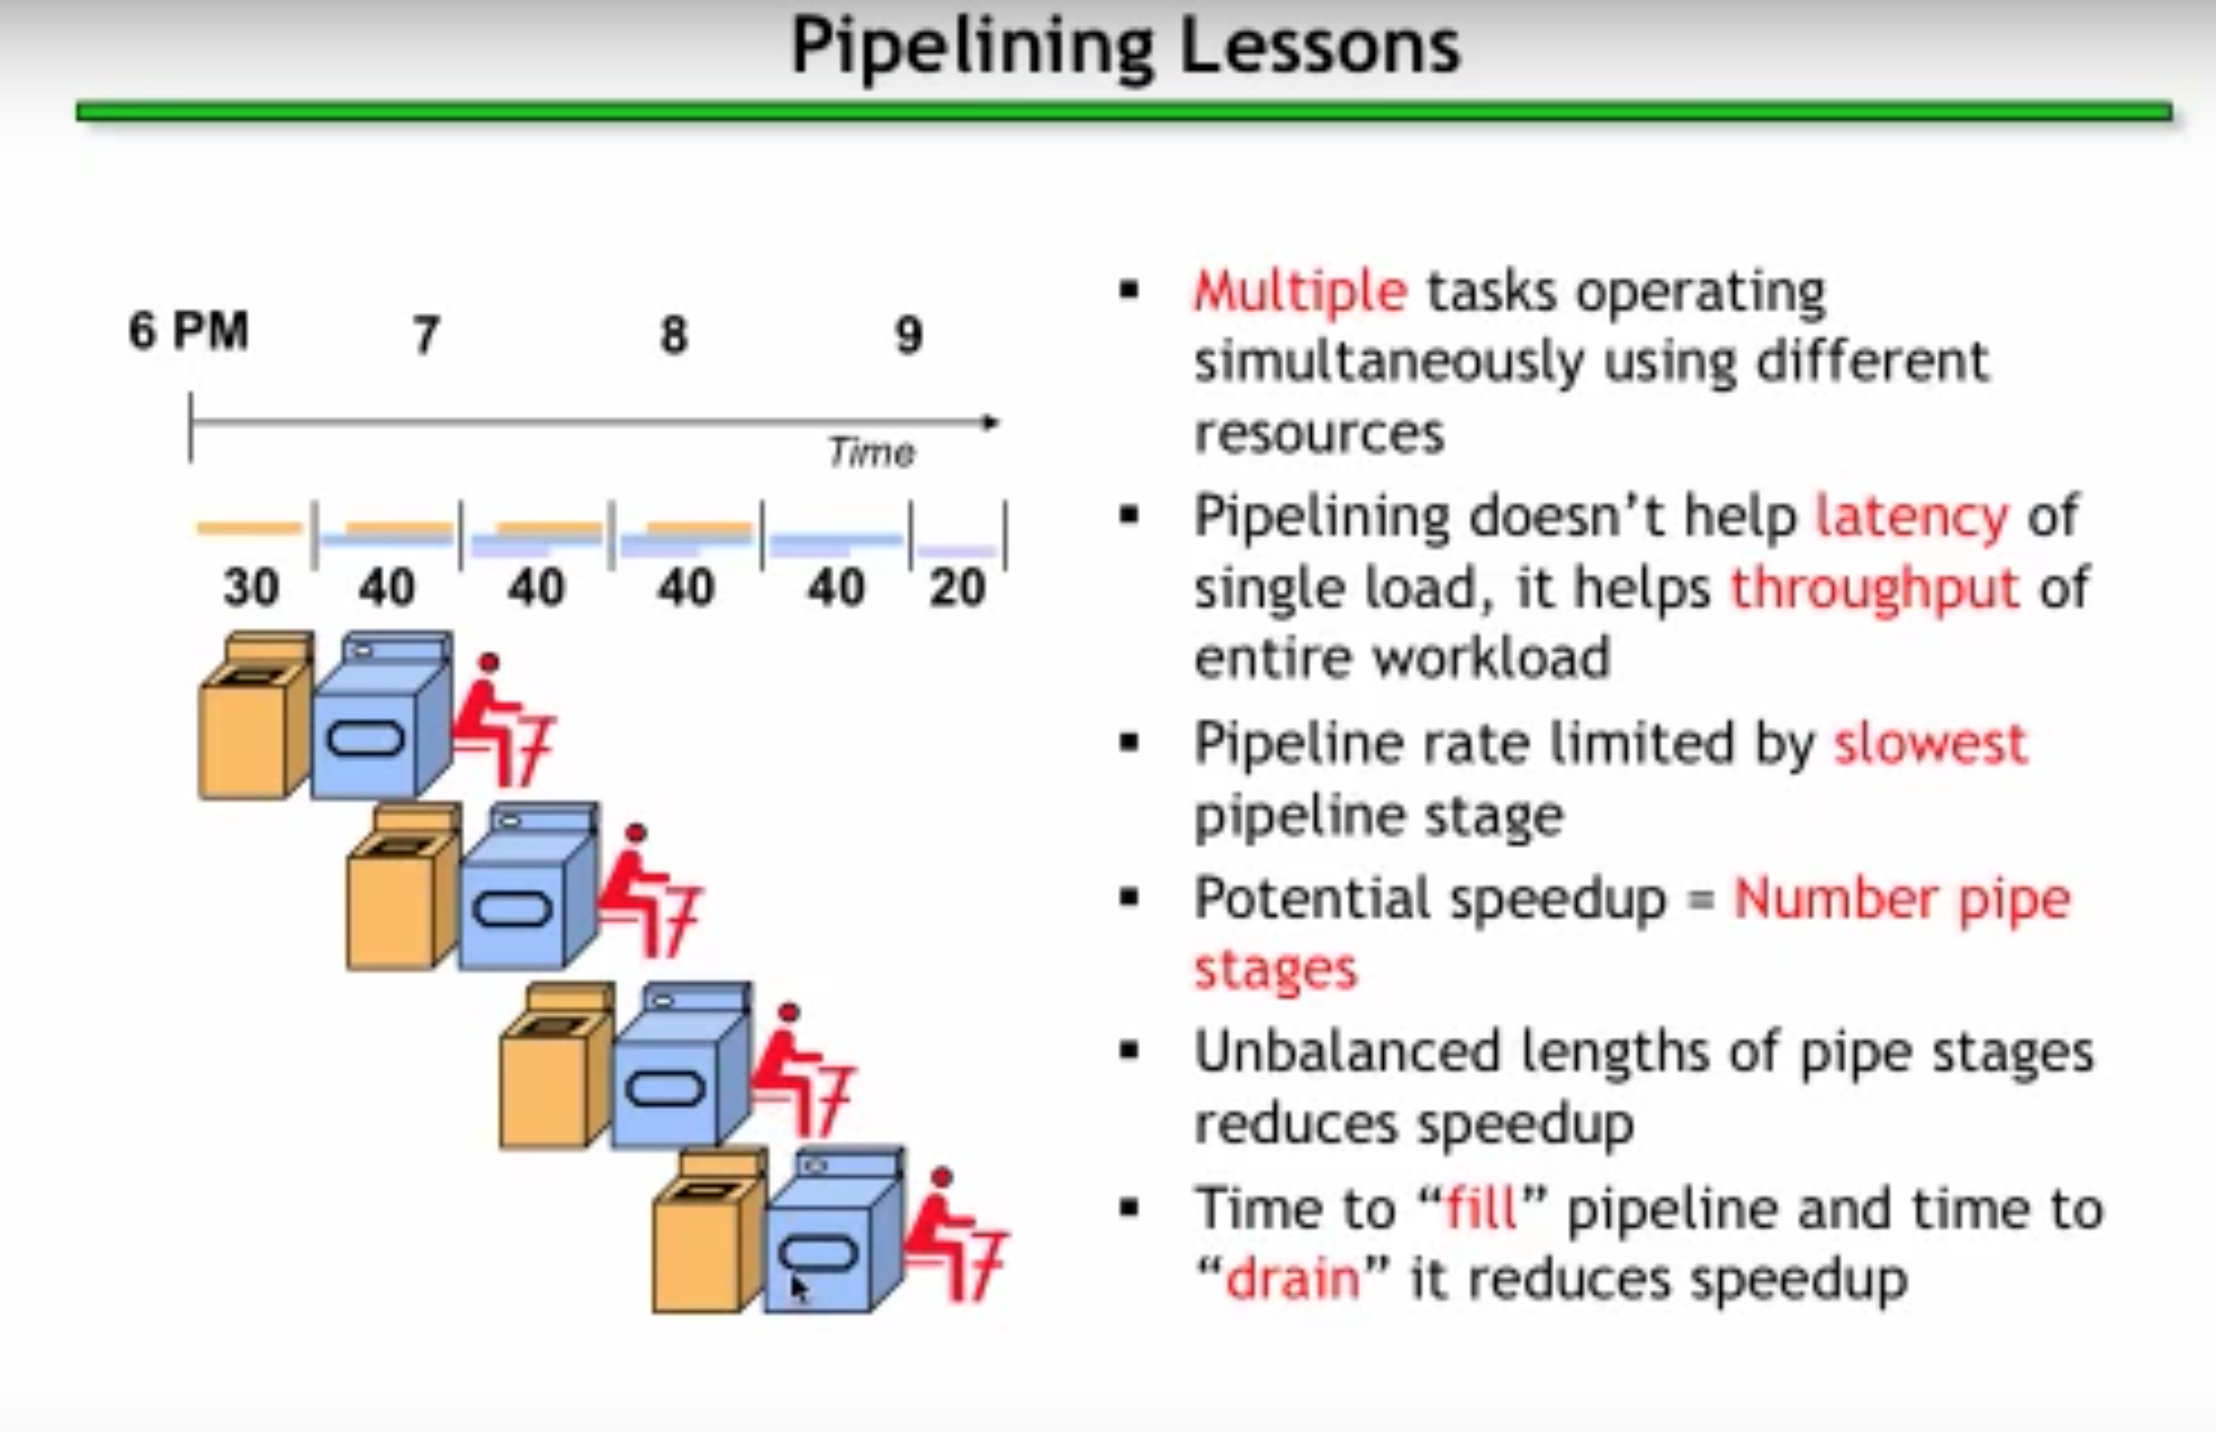 Pipelining Lessons
6 PM 7 8 9
Time
30 40 40 40 40 20
▪ Multiple tasks operating
simultaneously using different
resources
▪ Pipelining doesn’t help latency of
single load, it helps throughput of
entire workload
▪ Pipeline rate limited by slowest
pipeline stage
▪ Potential speedup = Number pipe
stages
▪ Unbalanced lengths of pipe stages
reduces speedup
▪ Time to “fill” pipeline and time to
“drain” it reduces speedup